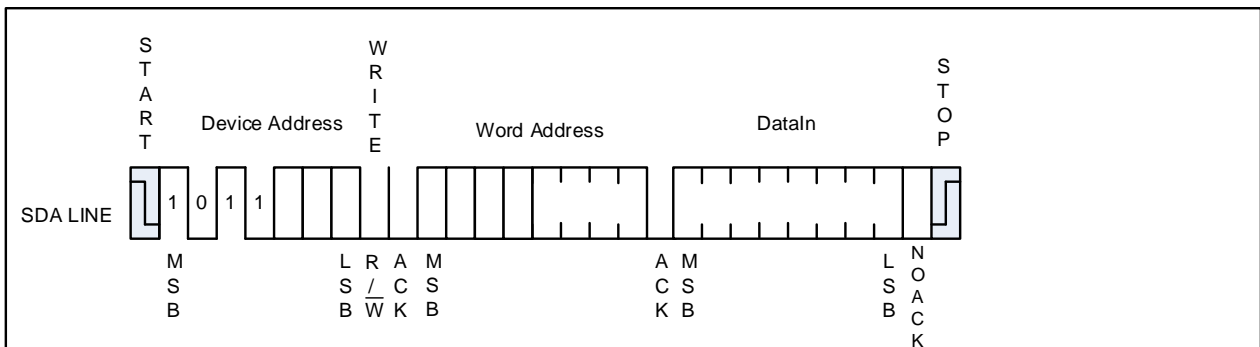 START
WRITE
STOP
Device Address
Word Address
DataIn
SDA LINE
1 0 1 1
MSB
LSB
R/W
ACK
MSB
ACK
MSB
LSB
NOACK